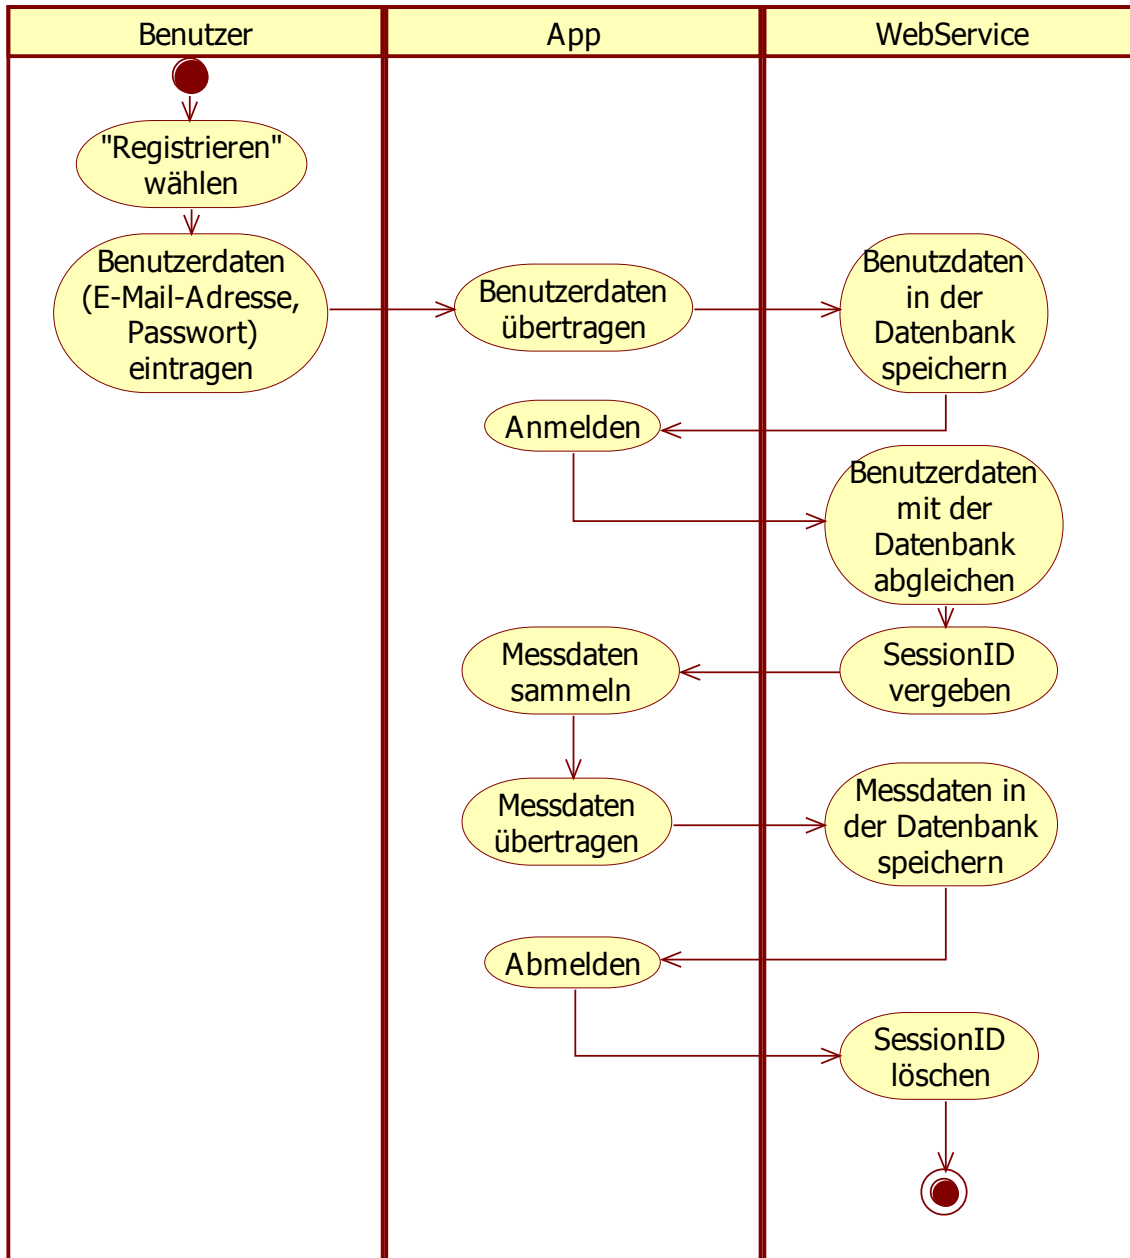 Benutzer
App
WebService
"Registrieren"
wählen
Benutzerdaten
(E-Mail-Adresse,
Passwort)
eintragen
Benutzerdaten
übertragen
Benutzdaten
in der
Datenbank
speichern
Anmelden
Benutzerdaten
mit der
Datenbank
abgleichen
SessionID
vergeben
Messdaten
sammeln
Messdaten
übertragen
Messdaten in
der Datenbank
speichern
Abmelden
SessionID
löschen